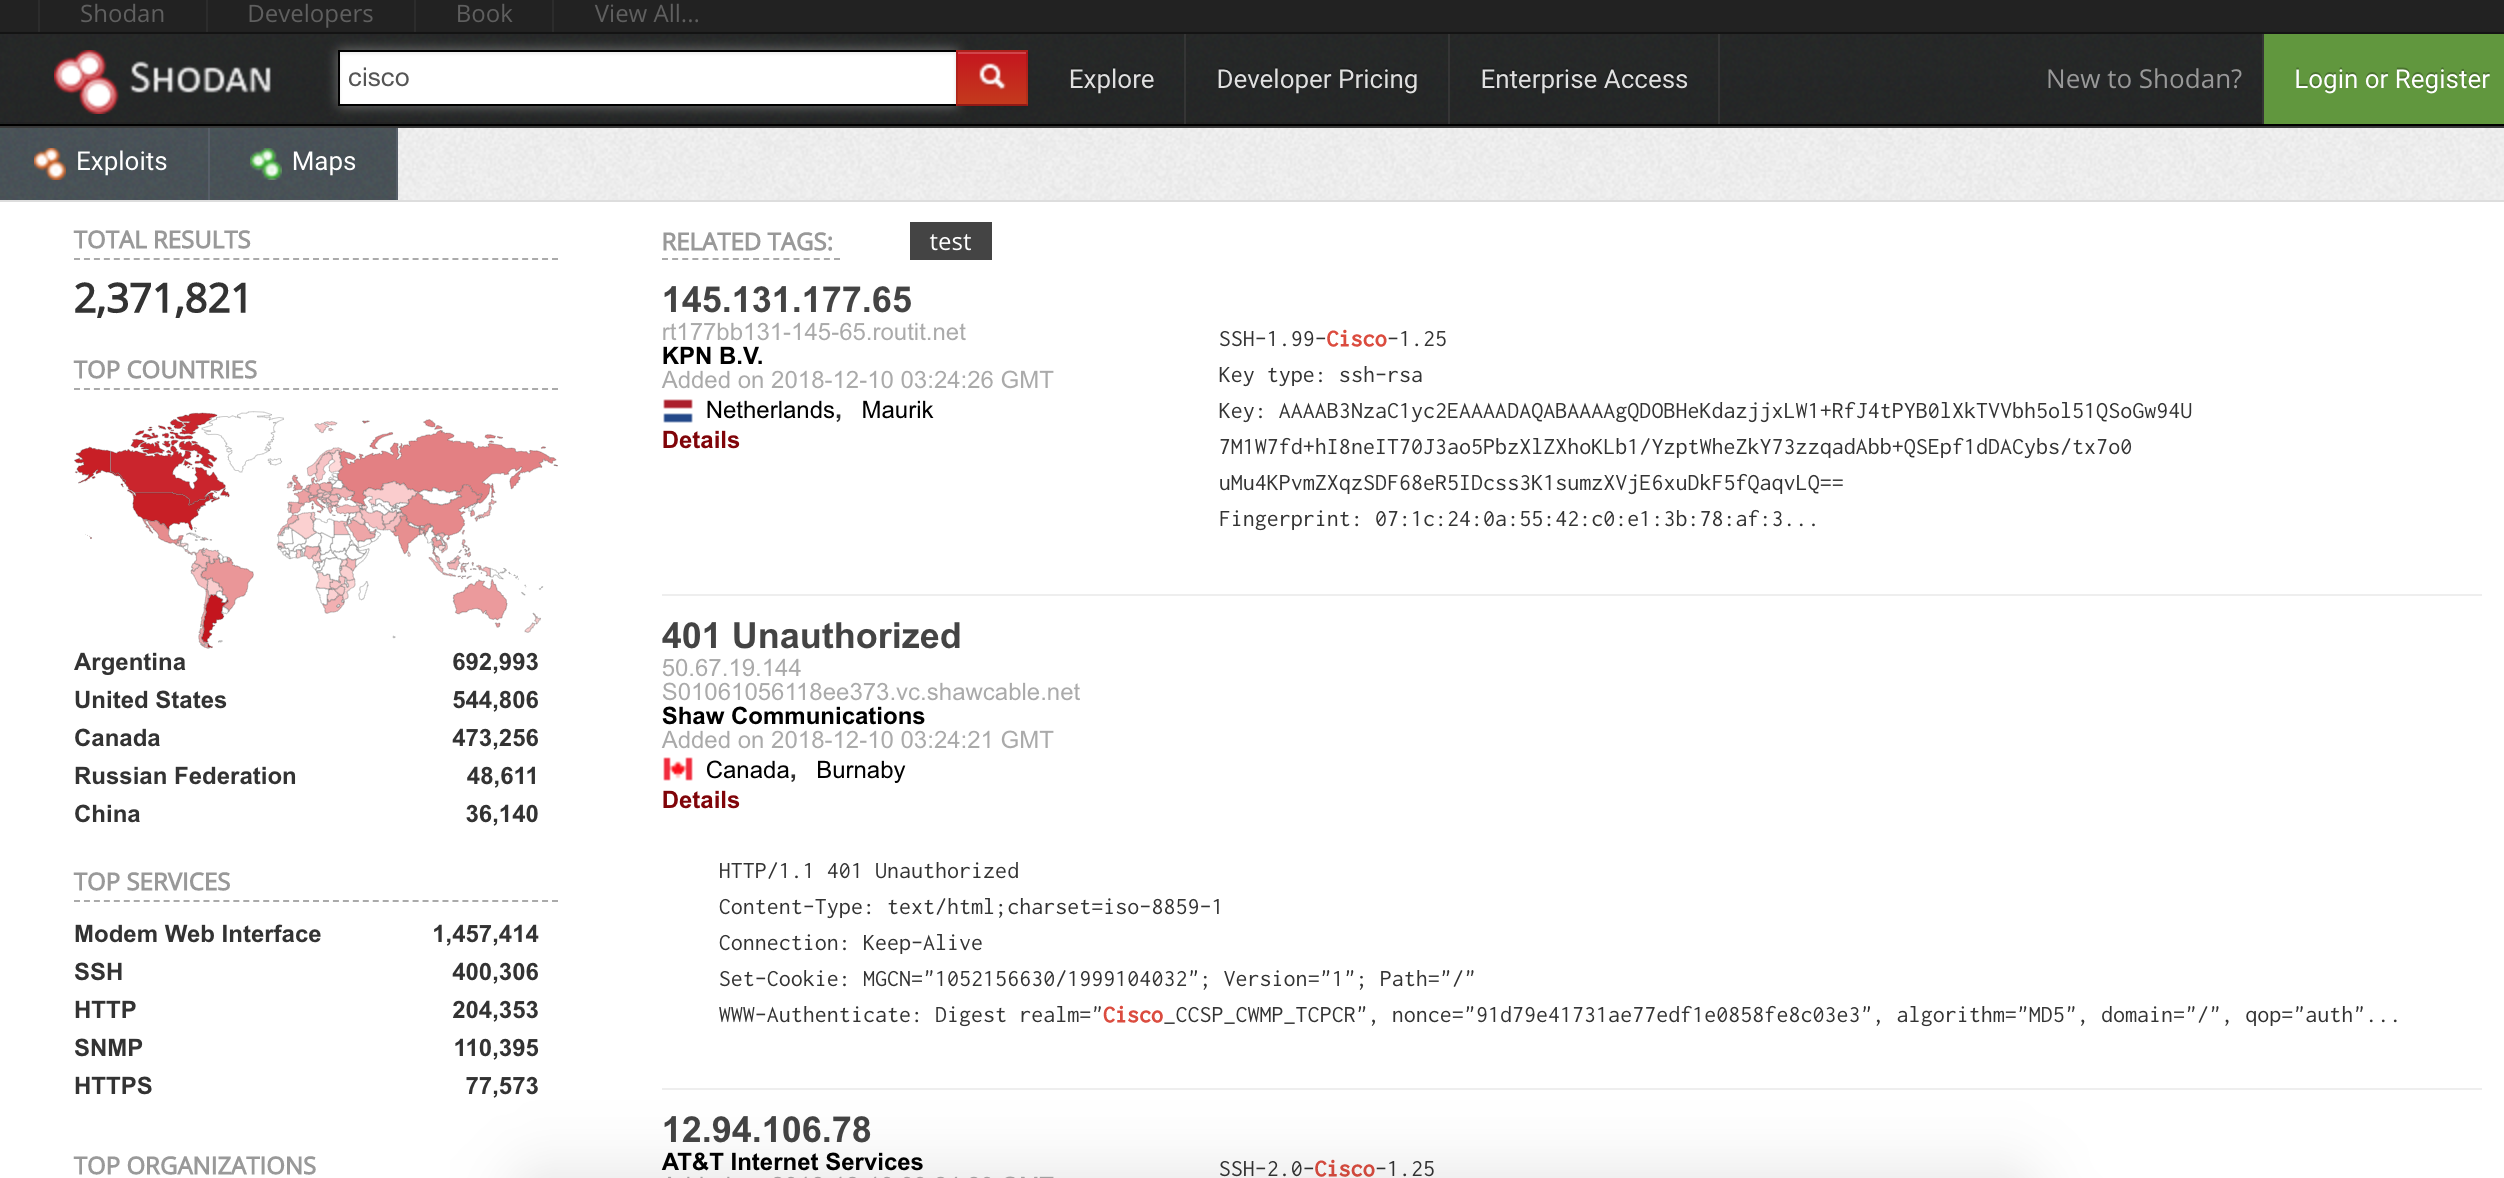 Shodan Developers Book View All...
SHODAN cisco Explore Developer Pricing Enterprise Access New to Shodan? Login or Register
Exploits Maps
TOTAL RESULTS
2,371,821
TOP COUNTRIES
Argentina 692,993
United States 544,806
Canada 473,256
Russian Federation 48,611
China 36,140
TOP SERVICES
Modem Web Interface 1,457,414
SSH 400,306
HTTP 204,353
SNMP 110,395
HTTPS 77,573
TOP ORGANIZATIONS
RELATED TAGS: test
145.131.177.65
rt177bb131-145-65.routit.net
KPN B.V.
Added on 2018-12-10 03:24:26 GMT
Netherlands, Maurik
Details
SSH-1.99-Cisco-1.25
Key type: ssh-rsa
Key: AAAAB3NzaC1yc2EAAAADAQABAAAAgQDOBHeKdazjjxLW1+RfJ4tPYB0lXkTVVbh5ol51QSoGw94U
7M1W7fd+hI8neIT70J3ao5PbzXlZXhoKLb1/YzptWheZkY73zzqadAbb+QSEpf1dDACybs/tx7o0
uMu4KPvmZXqzSDF68eR5IDcss3K1sumzXVjE6xuDkF5fQaqvLQ==
Fingerprint: 07:1c:24:0a:55:42:c0:e1:3b:78:af:3...
401 Unauthorized
50.67.19.144
S01061056118ee373.vc.shawcable.net
Shaw Communications
Added on 2018-12-10 03:24:21 GMT
Canada, Burnaby
Details
HTTP/1.1 401 Unauthorized
Content-Type: text/html;charset=iso-8859-1
Connection: Keep-Alive
Set-Cookie: MGCN="1052156630/1999104032"; Version="1"; Path="/"
WWW-Authenticate: Digest realm="Cisco_CCSP_CWMP_TCPCR", nonce="91d79e41731ae77edf1e0858fe8c03e3", algorithm="MD5", domain="/", qop="auth"...
12.94.106.78
AT&T Internet Services
SSH-2.0-Cisco-1.25